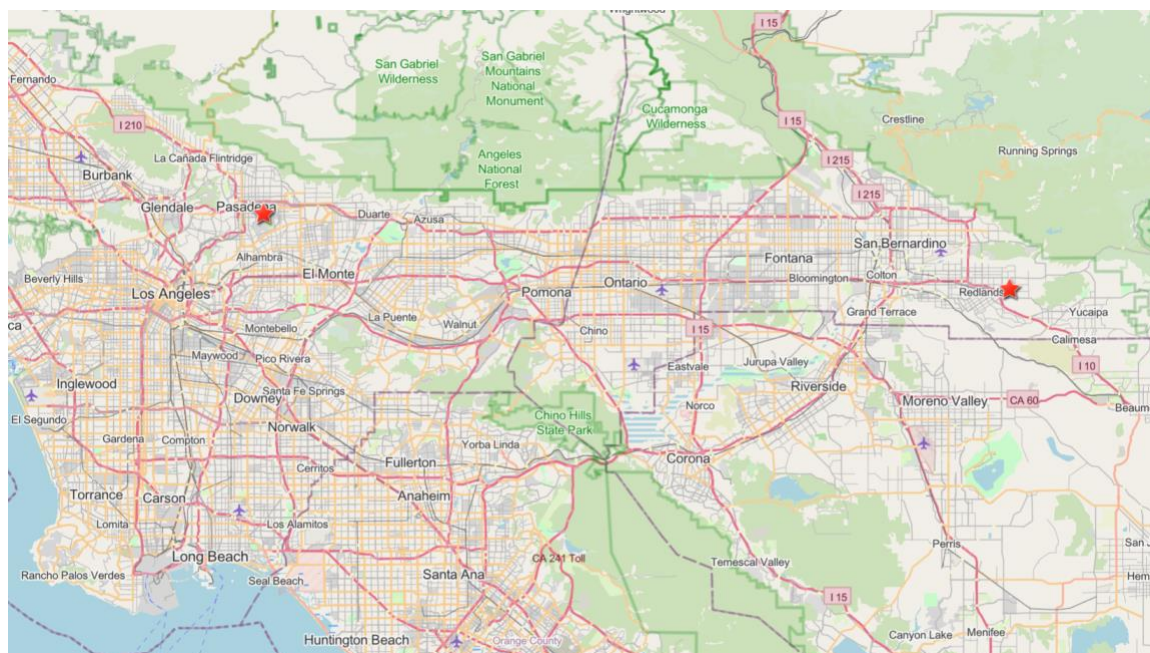 Wrightwood
I 15
San Gabriel
Wilderness
San Gabriel
Mountains
National
Monument
Fernando
Cucamonga
Wilderness
Crestline
I 210
I 15
Running Springs
La Cañada Flintridge
I 215
Angeles
National
Forest
Burbank
I 215
Glendale
Pasadena
Duarte
Azusa
San Bernardino
Alhambra
Fontana
El Monte
Beverly Hills
Bloomington
Colton
Ontario
Los Angeles
Pomona
Redlands
Grand Terrace
Yucaipa
ca
La Puente
Walnut
Montebello
I 15
Chino
Calimesa
Maywood
Pico Rivera
Jurupa Valley
Eastvale
I 10
Inglewood
Riverside
Santa Fe Springs
Downey
Moreno Valley
CA 60
Norco
Beaum
El Segundo
Chino Hills
State Park
Norwalk
Gardena
Compton
Yorba Linda
Fullerton
Corona
Cerritos
Torrance
Carson
Anaheim
Lomita
Los Alamitos
Perris
San J
Long Beach
CA 241 Toll
Temescal Valley
Rancho Palos Verdes
Santa Ana
Hem
Seal Beach
I 15
Canyon Lake
Menifee
Huntington Beach
Orange County